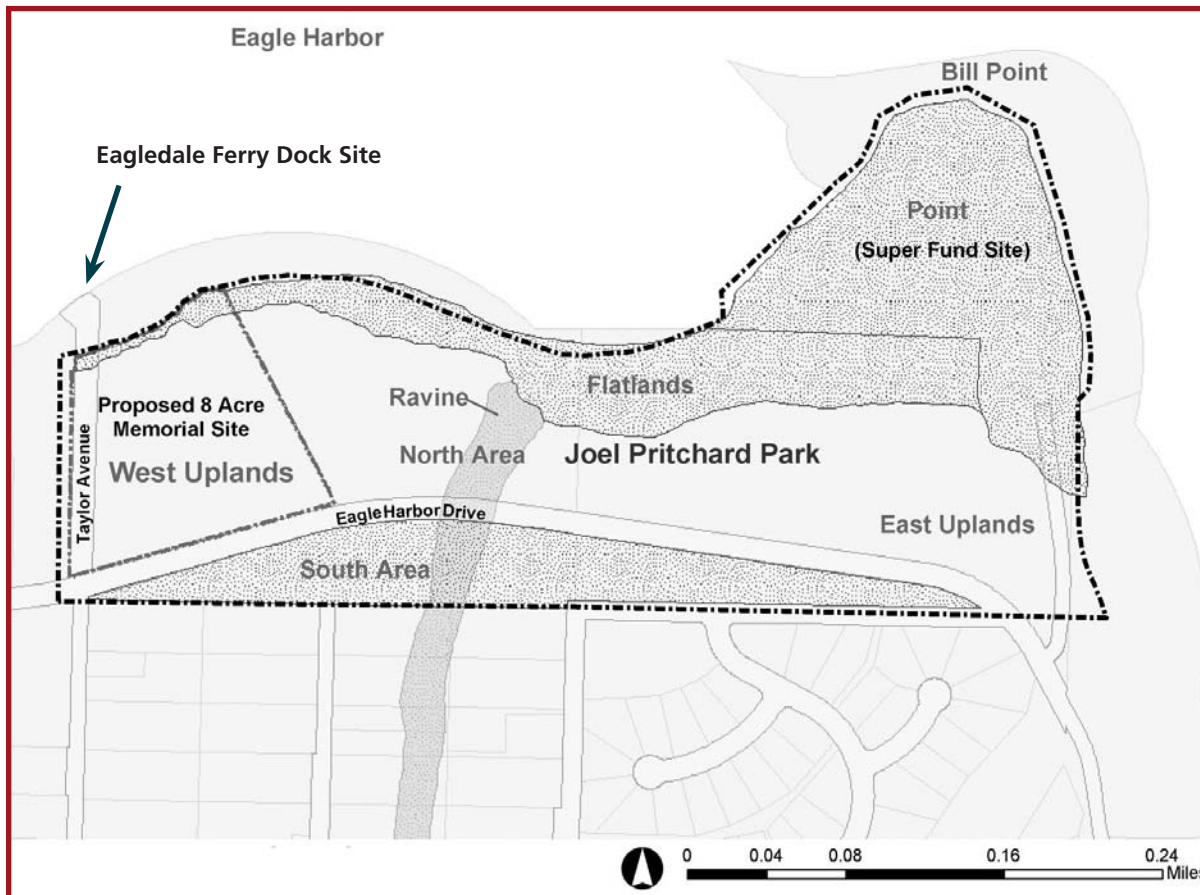 Eagle Harbor
Bill Point
Eagledale Ferry Dock Site
Point
(Super Fund Site)
Flatlands
Ravine
Proposed 8 Acre
Memorial Site
North Area
Joel Pritchard Park
West Uplands
Taylor Avenue
Eagle Harbor Drive
East Uplands
South Area
0
0.04
0.08
0.16
0.24
Miles